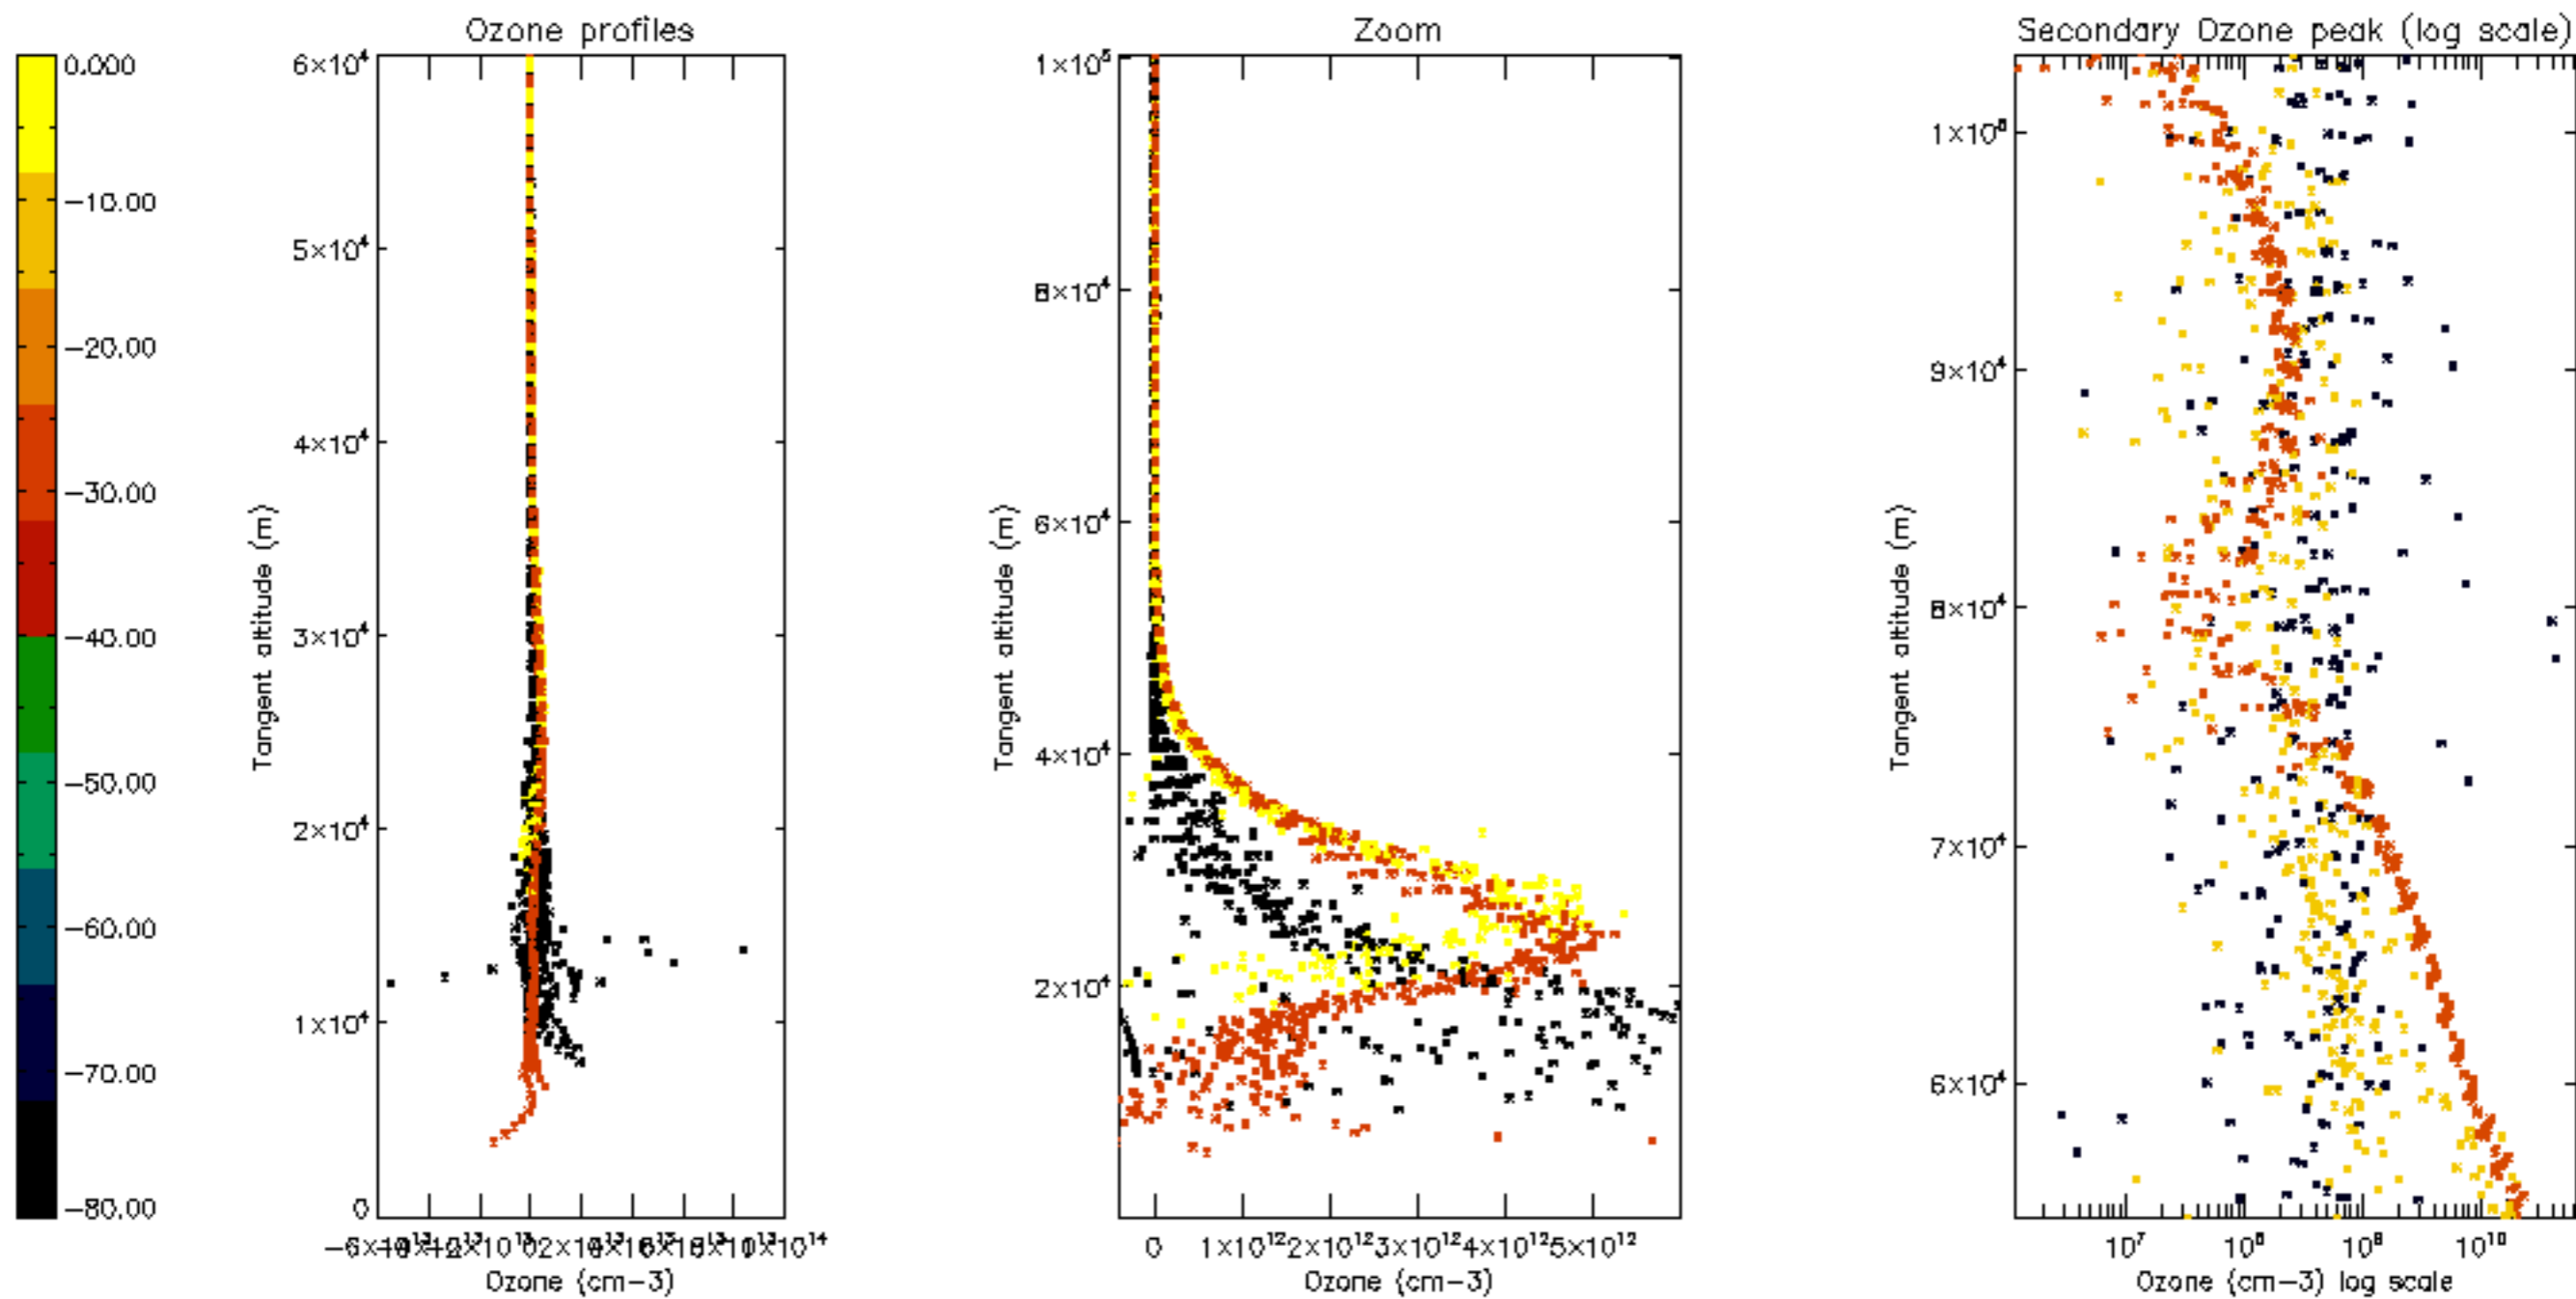 Ozone profiles
Zoom
Secondary Ozone peak (log scale)
0.000
−10.00
−20.00
−30.00
−40.00
−50.00
−60.00
−70.00
−80.00
6×10⁴
5×10⁴
4×10⁴
3×10⁴
2×10⁴
1×10⁴
0
Tangent altitude (m)
Ozone (cm−3)
1×10⁵
8×10⁴
6×10⁴
4×10⁴
2×10⁴
Tangent altitude (m)
0 1×10¹² 2×10¹² 3×10¹² 4×10¹² 5×10¹²
Ozone (cm−3)
9×10⁴
8×10⁴
7×10⁴
6×10⁴
Tangent altitude (m)
10⁷ 10⁸ 10⁹ 10¹⁰
Ozone (cm−3) log scale